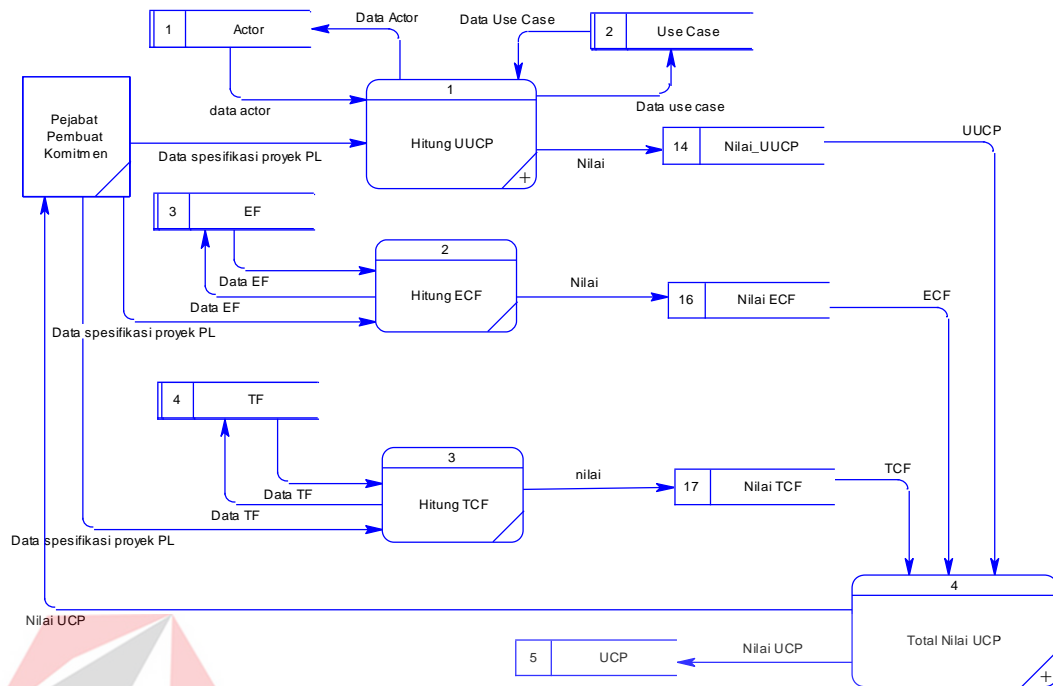 Data Actor
Data Use Case
1 Actor
2 Use Case
1
data actor
Data use case
Pejabat
Pembuat
Komitmen
Hitung UUCP
+
Data spesifikasi proyek PL
Nilai
14 Nilai_UUCP
UUCP
3 EF
2
Data EF
Hitung ECF
Nilai
16 Nilai ECF
ECF
Data EF
Data spesifikasi proyek PL
4 TF
3
nilai
17 Nilai TCF
TCF
Data TF
Hitung TCF
Data TF
Data spesifikasi proyek PL
4
Nilai UCP
Total Nilai UCP
+
Nilai UCP
5 UCP